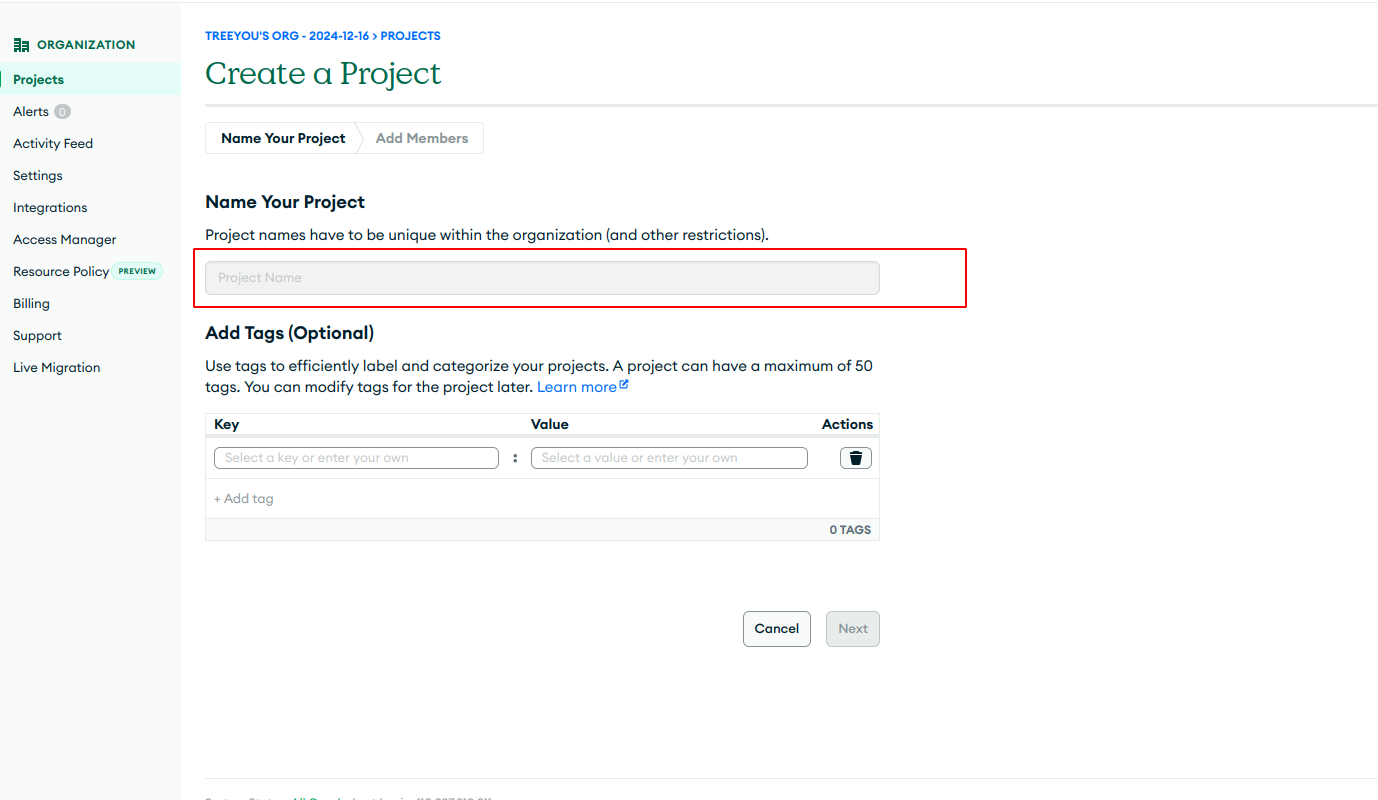 ORGANIZATION
Projects
Alerts 0
Activity Feed
Settings
Integrations
Access Manager
Resource Policy PREVIEW
Billing
Support
Live Migration
TREEYOU'S ORG - 2024-12-16 > PROJECTS
Create a Project
Name Your Project
Add Members
Name Your Project
Project names have to be unique within the organization (and other restrictions).
Project Name
Add Tags (Optional)
Use tags to efficiently label and categorize your projects. A project can have a maximum of 50
tags. You can modify tags for the project later. Learn more
Key Value Actions
Select a key or enter your own : Select a value or enter your own
+ Add tag
0 TAGS
Cancel Next